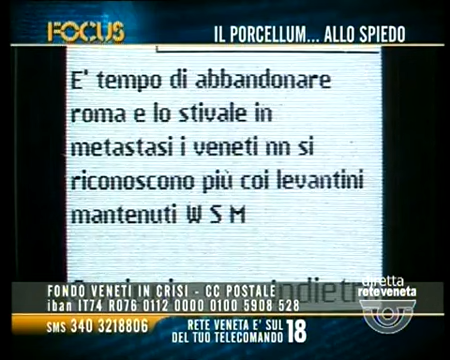 FOCUS
IL PORCELLUM... ALLO SPIEDO
E' tempo di abbandonare
roma e lo stivale in
metastasi i veneti nn si
riconoscono più coi levantini
mantenuti W S M
indietr
diretta
reteveneta
FONDO VENETI IN CRISI - CC POSTALE
iban IT74 R076 0112 0000 0100 5908 528
SMS 340 3218806
RETE VENETA E' SUL
DEL TUO TELECOMANDO 18